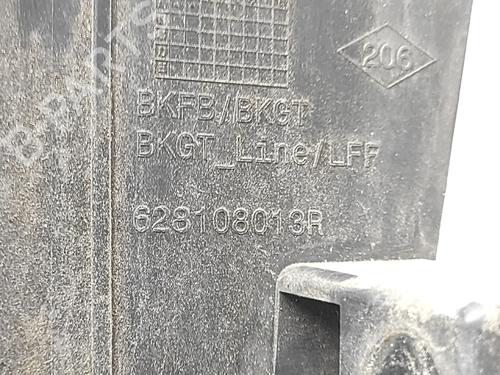 206
BKFB/BKGT
BKGT_Line/LFF
628108013R
B-PARTS